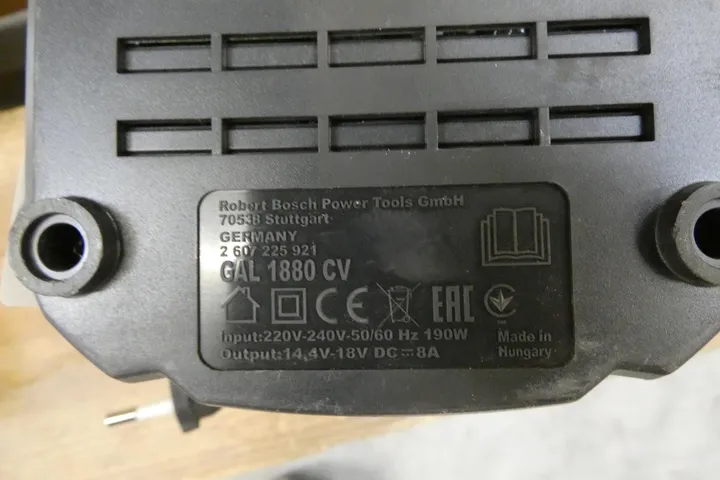 Robert Bosch Power Tools GmbH
70538 Stuttgart
GERMANY
2 607 225 921
GAL 1880 CV
CE EAC
Input:220V-240V-50/60 Hz 190W
Output:14,4V-18V DC⎓8A
Made in
Hungary